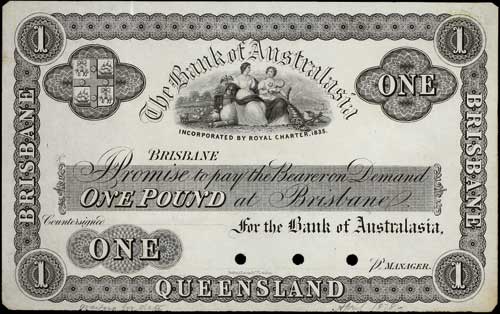 1
1
The Bank of Australasia
ONE
INCORPORATED BY ROYAL CHARTER, 1835.
BRISBANE
BRISBANE
BRISBANE
I Promise to pay the Bearer on Demand
ONE POUND at Brisbane
Countersigned
For the Bank of Australasia,
ONE
p. MANAGER.
1
QUEENSLAND
1